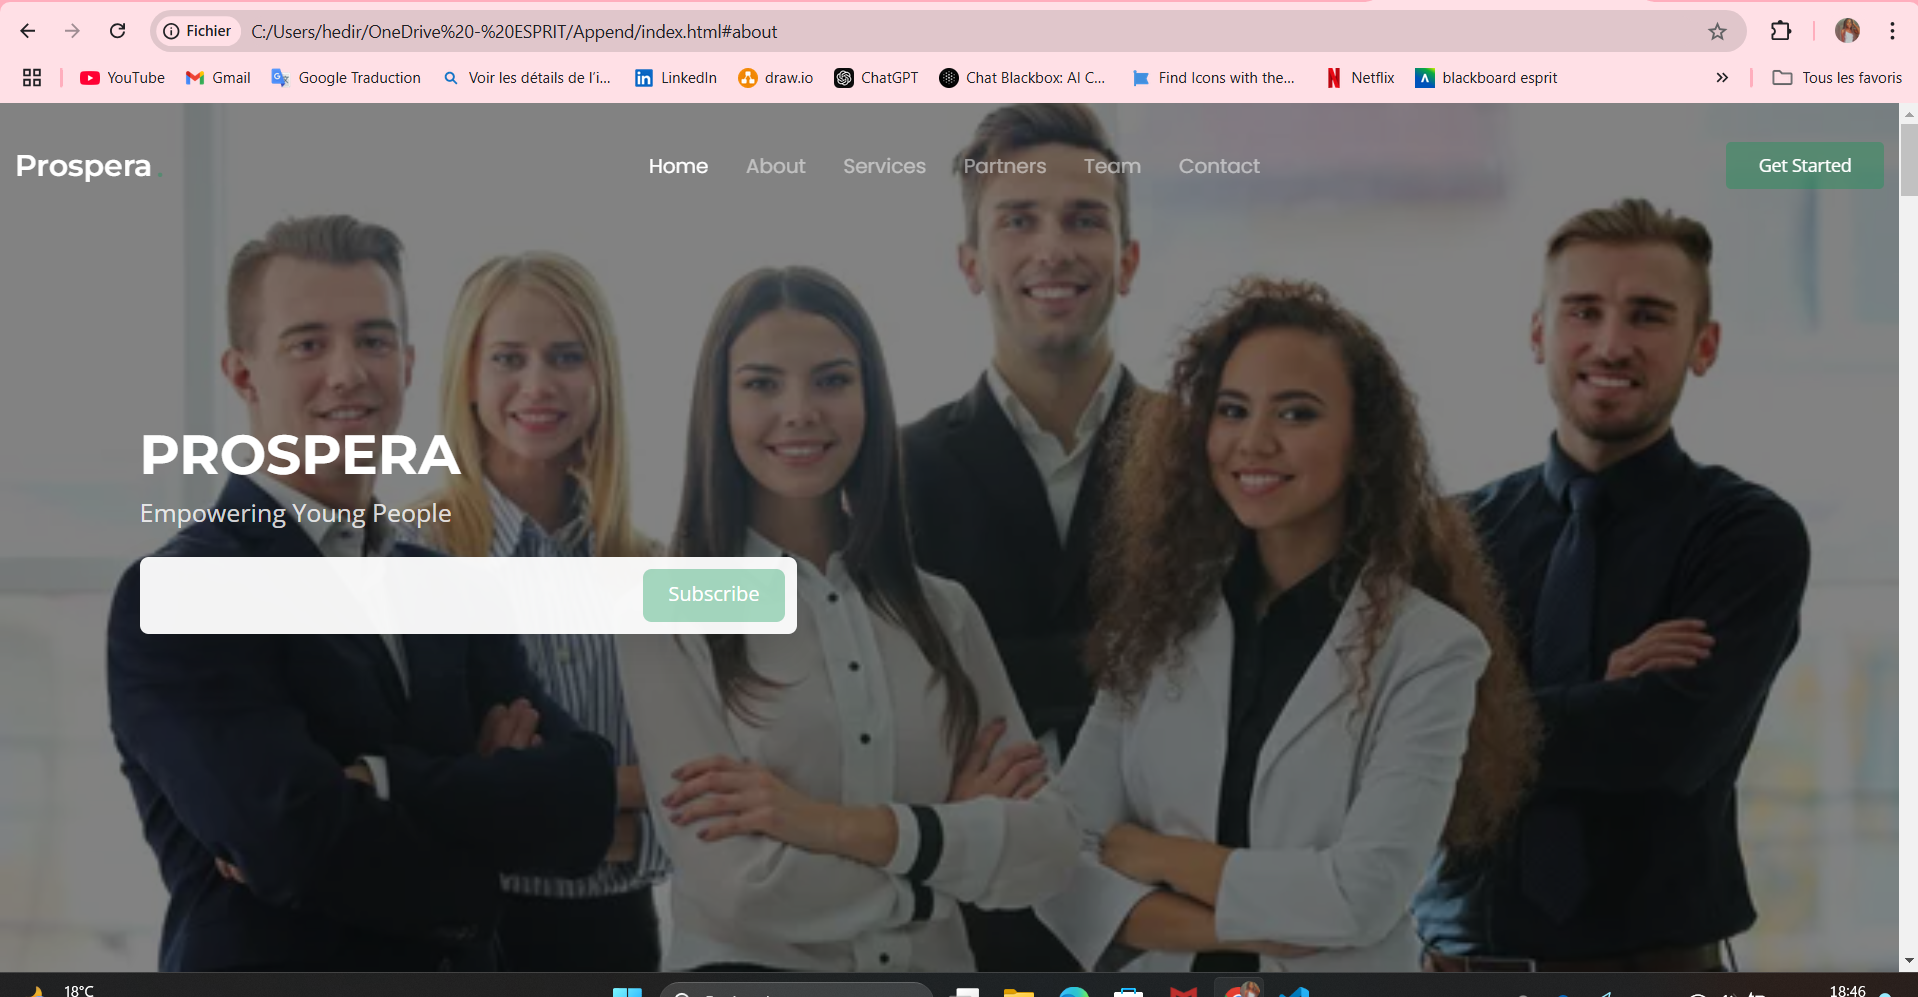 Fichier C:/Users/hedir/OneDrive%20-%20ESPRIT/Append/index.html#about
YouTube Gmail Google Traduction Voir les détails de l'i... LinkedIn draw.io ChatGPT Chat Blackbox: AI C... Find Icons with the... Netflix blackboard esprit » Tous les favoris
Prospera. Home About Services Partners Team Contact Get Started
PROSPERA
Empowering Young People
Subscribe
18°C 18:46